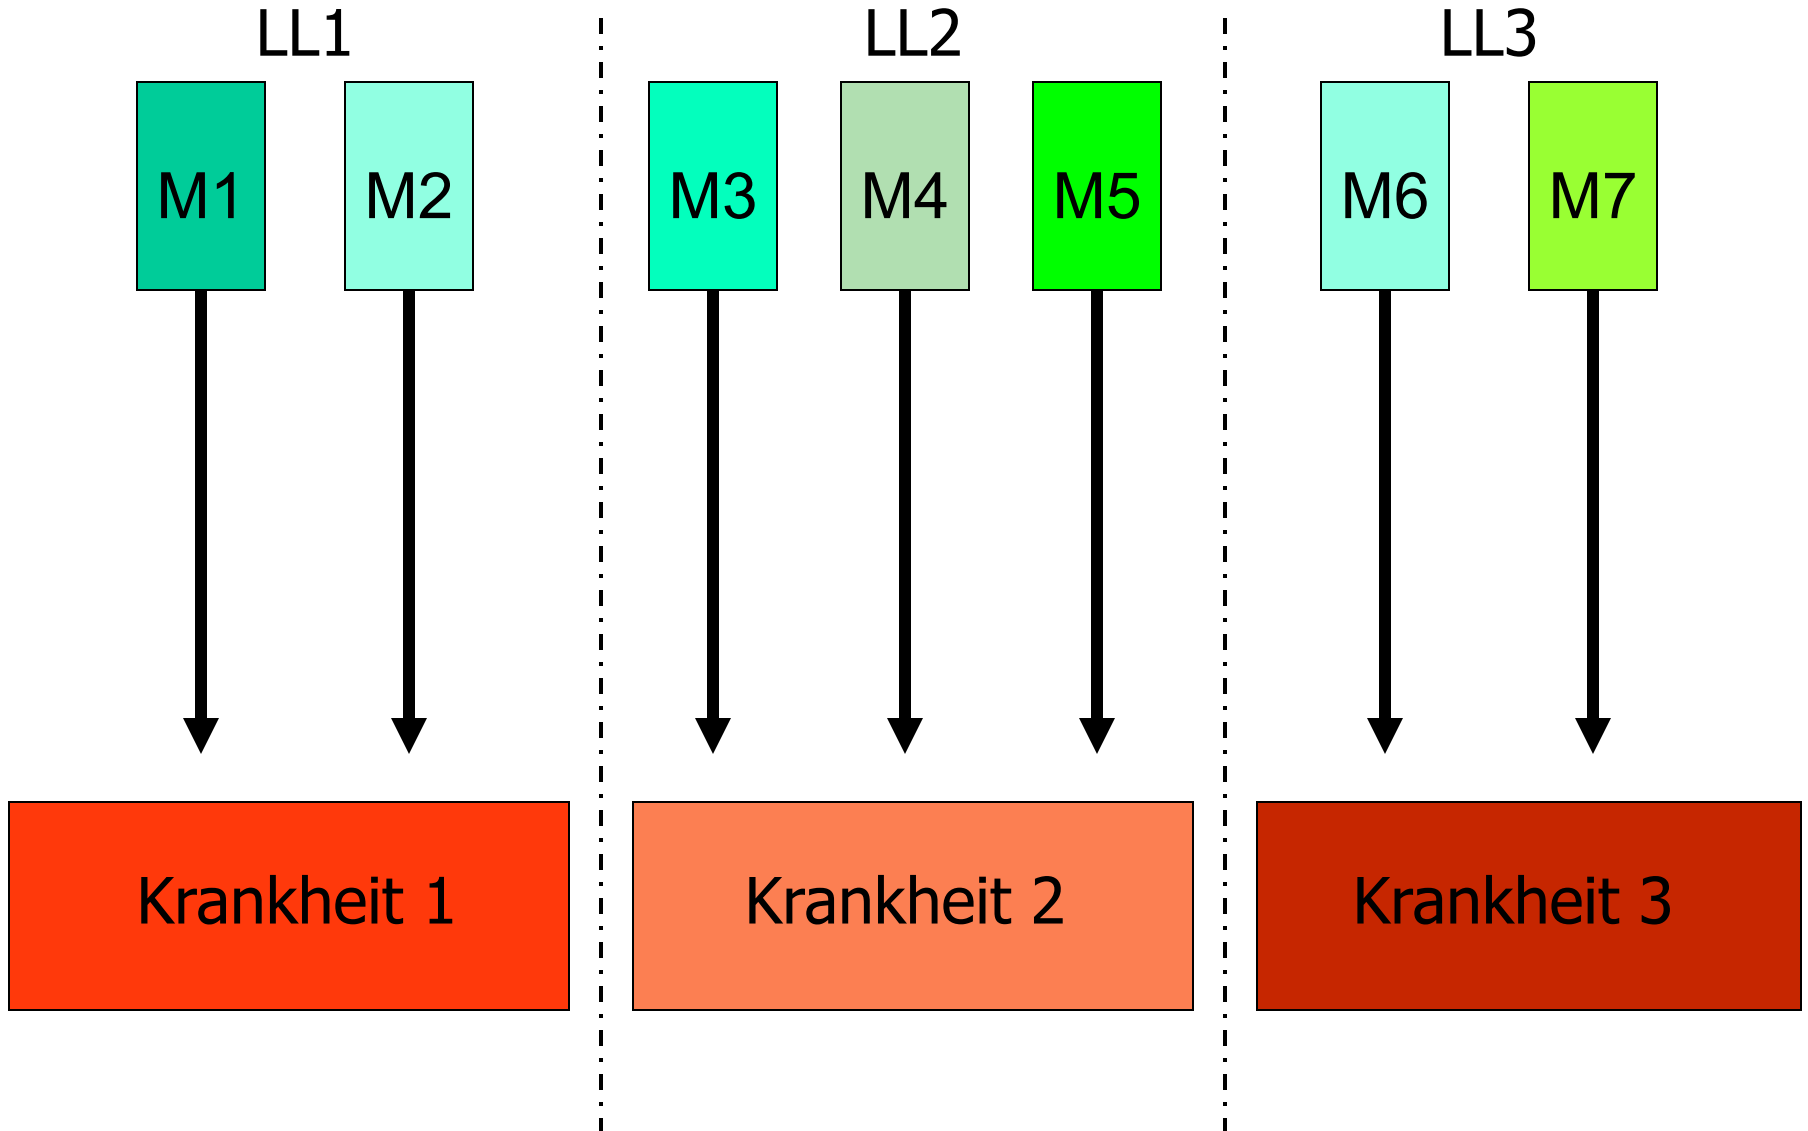 LL1
LL2
LL3
M1
M2
M3
M4
M5
M6
M7
Krankheit 1
Krankheit 2
Krankheit 3